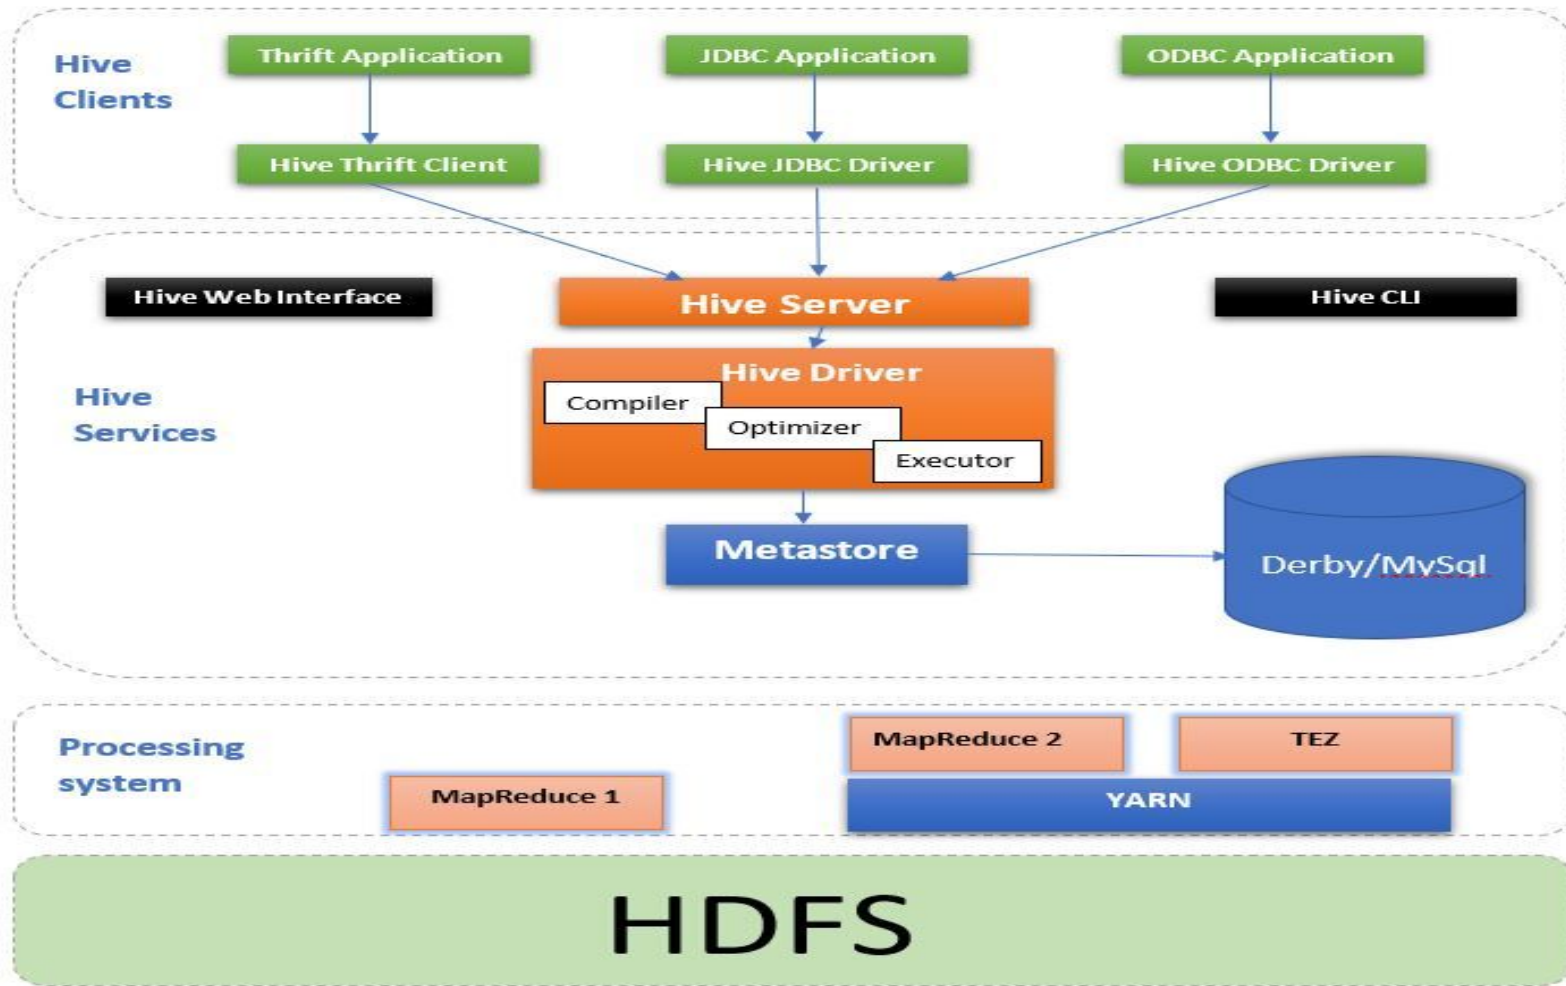 Hive
Clients
Thrift Application
JDBC Application
ODBC Application
Hive Thrift Client
Hive JDBC Driver
Hive ODBC Driver
Hive Web Interface
Hive Server
Hive CLI
Hive
Services
Hive Driver
Compiler
Optimizer
Executor
Metastore
Derby/MySql
Processing
system
MapReduce 1
MapReduce 2
TEZ
YARN
HDFS